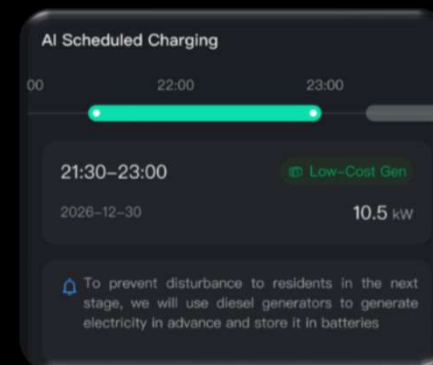 AI Scheduled Charging
00 22:00 23:00
21:30–23:00 Low-Cost Gen
2026-12-30 10.5 kW
To prevent disturbance to residents in the next
stage, we will use diesel generators to generate
electricity in advance and store it in batteries